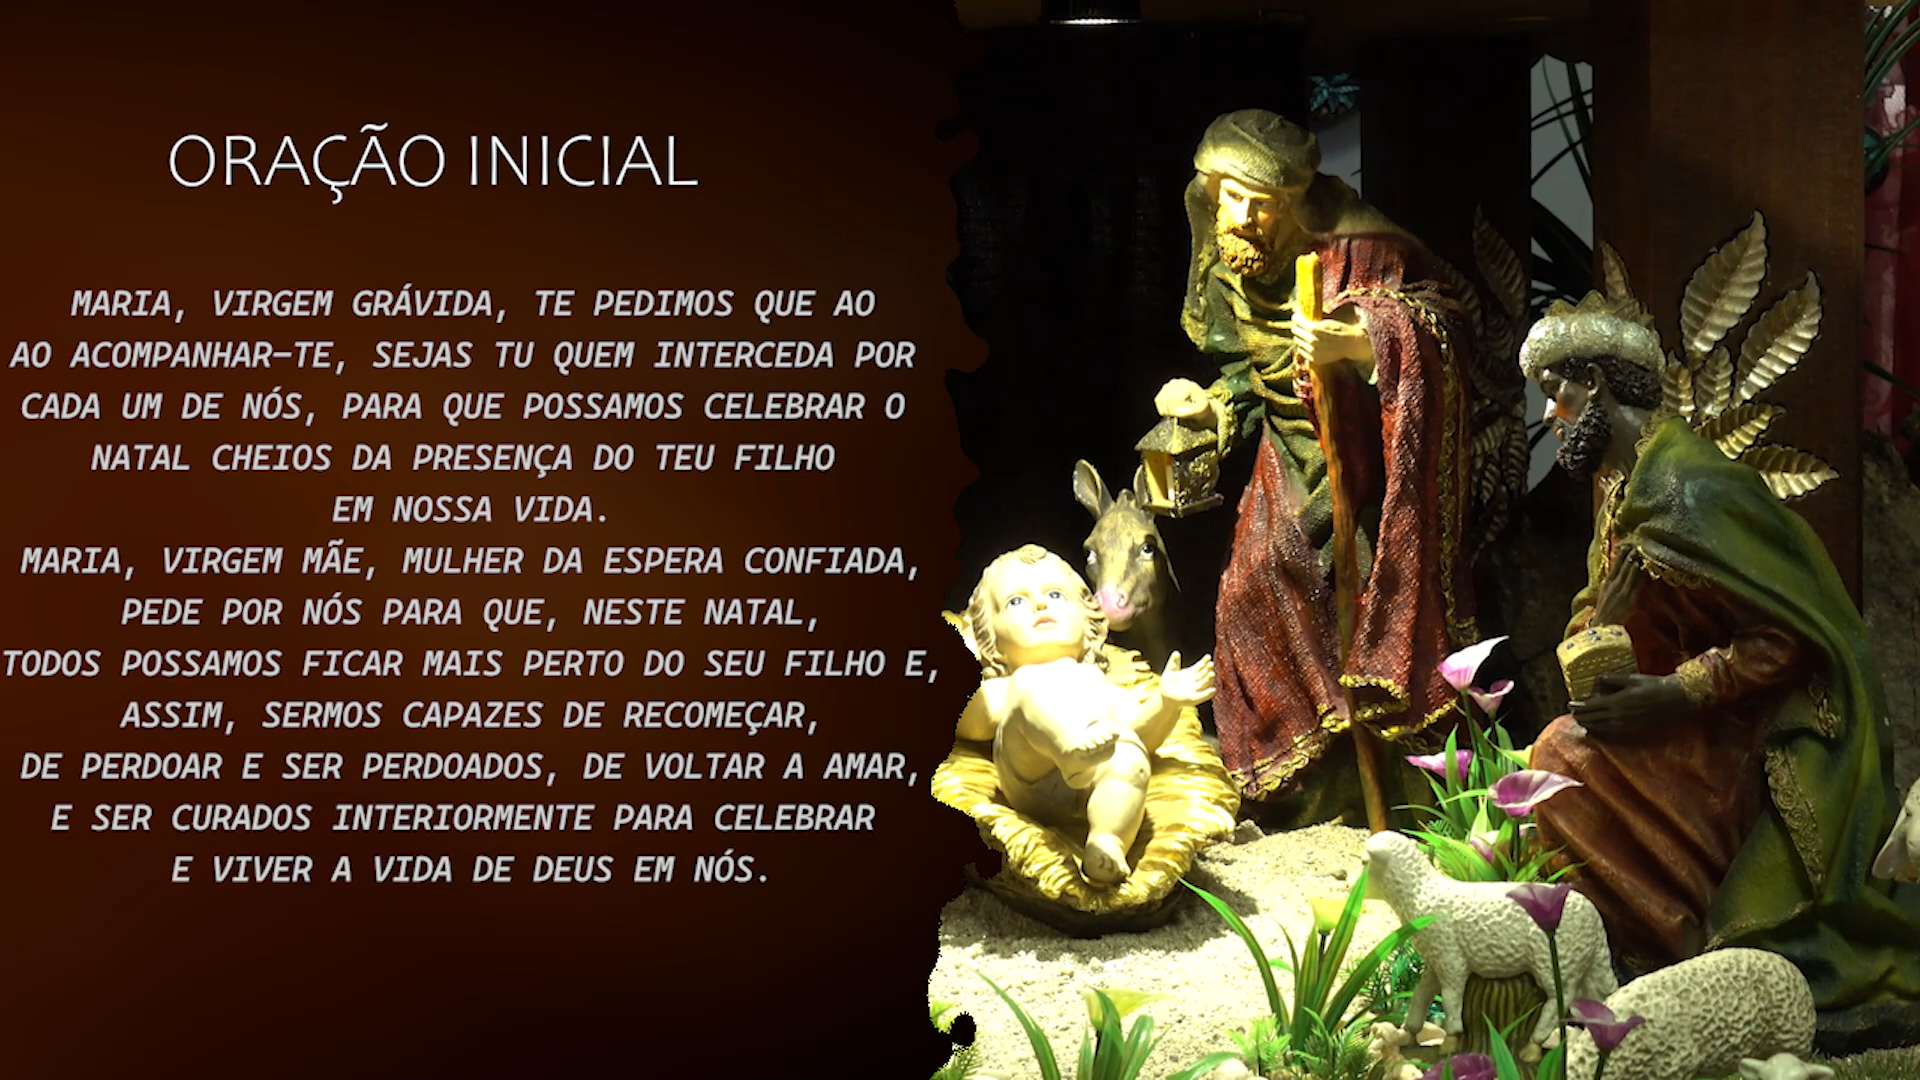 ORAÇÃO INICIAL
MARIA, VIRGEM GRÁVIDA, TE PEDIMOS QUE AO
AO ACOMPANHAR-TE, SEJAS TU QUEM INTERCEDA POR
CADA UM DE NÓS, PARA QUE POSSAMOS CELEBRAR O
NATAL CHEIOS DA PRESENÇA DO TEU FILHO
EM NOSSA VIDA.
MARIA, VIRGEM MÃE, MULHER DA ESPERA CONFIADA,
PEDE POR NÓS PARA QUE, NESTE NATAL,
TODOS POSSAMOS FICAR MAIS PERTO DO SEU FILHO E,
ASSIM, SERMOS CAPAZES DE RECOMEÇAR,
DE PERDOAR E SER PERDOADOS, DE VOLTAR A AMAR,
E SER CURADOS INTERIORMENTE PARA CELEBRAR
E VIVER A VIDA DE DEUS EM NÓS.